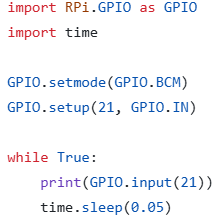 import RPi.GPIO as GPIO
import time

GPIO.setmode(GPIO.BCM)
GPIO.setup(21, GPIO.IN)

while True:
    print(GPIO.input(21))
    time.sleep(0.05)